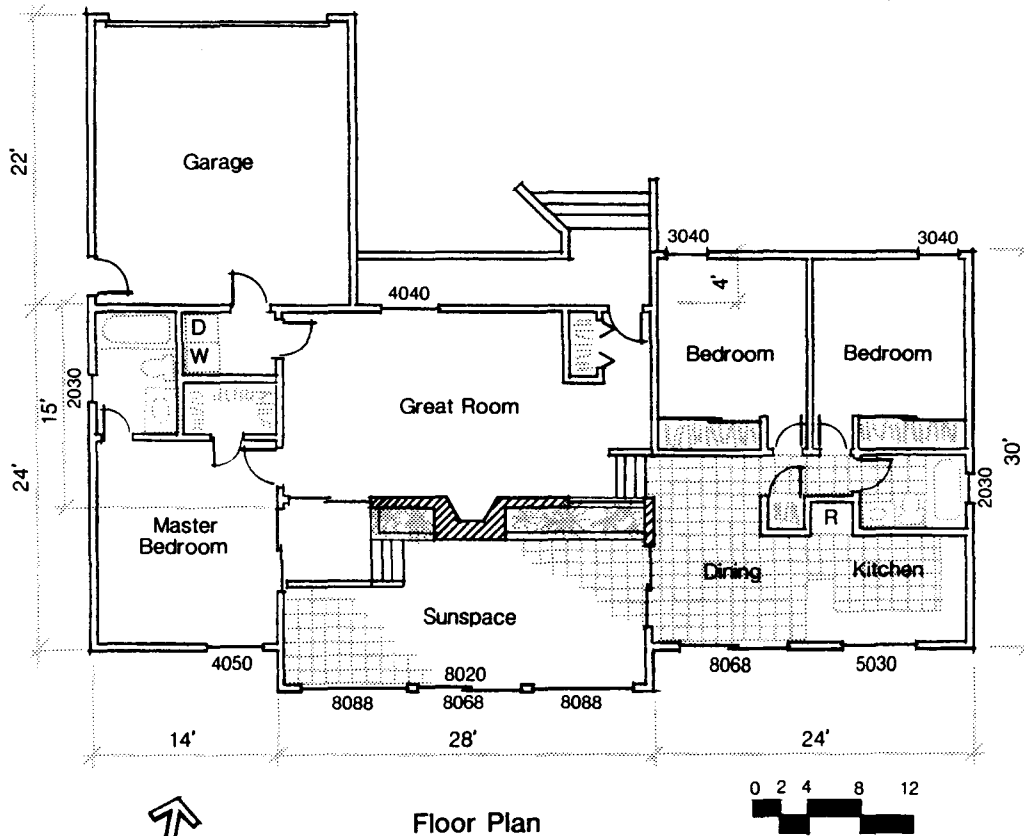 22'
Garage
3040
3040
4'
4040
D
W
2030
15'
24'
Great Room
Bedroom
Bedroom
30'
2030
R
Master
Bedroom
Dining
Kitchen
Sunspace
4050
8020
8088
8068
8088
8068
5030
14'
28'
24'
0 2 4 8 12
Floor Plan